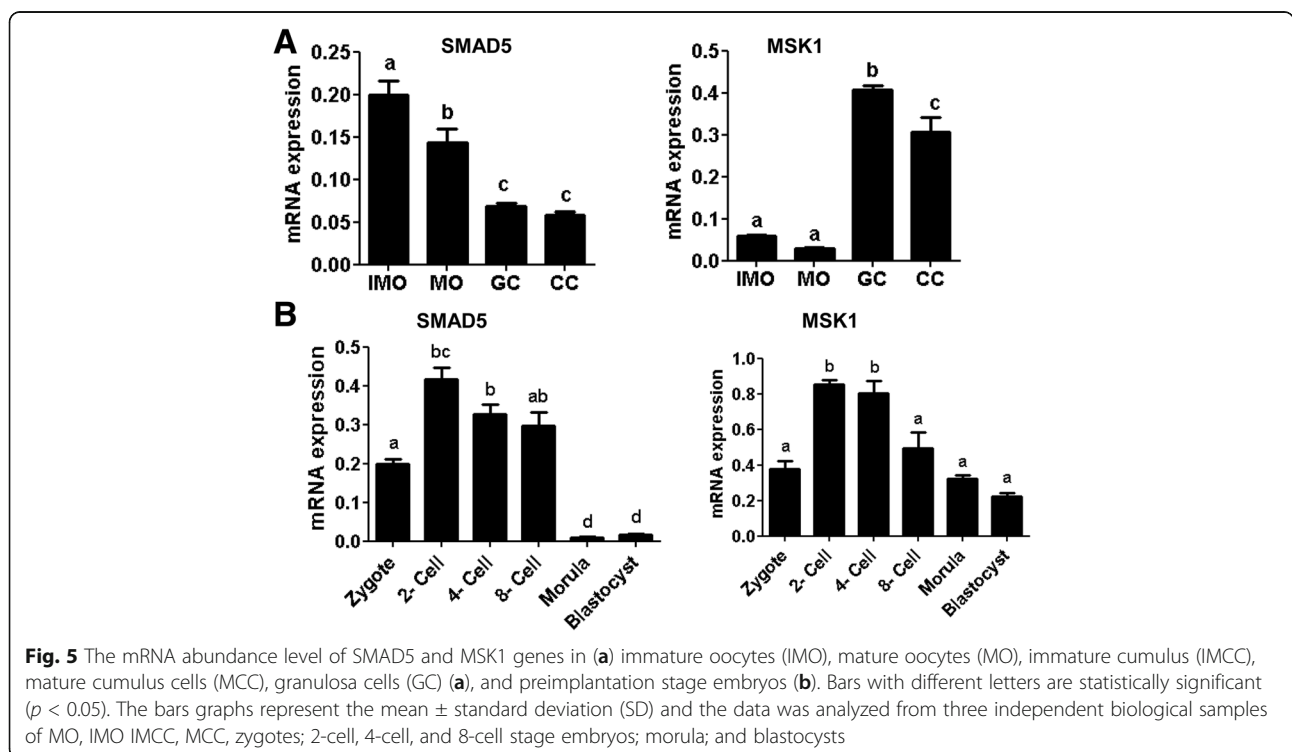 A
SMAD5
MSK1
mRNA expression
0.25
0.20
0.15
0.10
0.05
0.00
a
b
c
c
IMO MO GC CC
mRNA expression
0.5
0.4
0.3
0.2
0.1
0.0
a
a
b
c
IMO MO GC CC
B
SMAD5
MSK1
mRNA expression
0.5
0.4
0.3
0.2
0.1
0.0
a
bc
b
ab
d
d
Zygote
2- Cell
4- Cell
8- Cell
Morula
Blastocyst
mRNA expression
1.0
0.8
0.6
0.4
0.2
0.0
a
b
b
a
a
a
Zygote
2- Cell
4- Cell
8- Cell
Morula
Blastocyst
Fig. 5 The mRNA abundance level of SMAD5 and MSK1 genes in (a) immature oocytes (IMO), mature oocytes (MO), immature cumulus (IMCC),
mature cumulus cells (MCC), granulosa cells (GC) (a), and preimplantation stage embryos (b). Bars with different letters are statistically significant
(p < 0.05). The bars graphs represent the mean ± standard deviation (SD) and the data was analyzed from three independent biological samples
of MO, IMO IMCC, MCC, zygotes; 2-cell, 4-cell, and 8-cell stage embryos; morula; and blastocysts